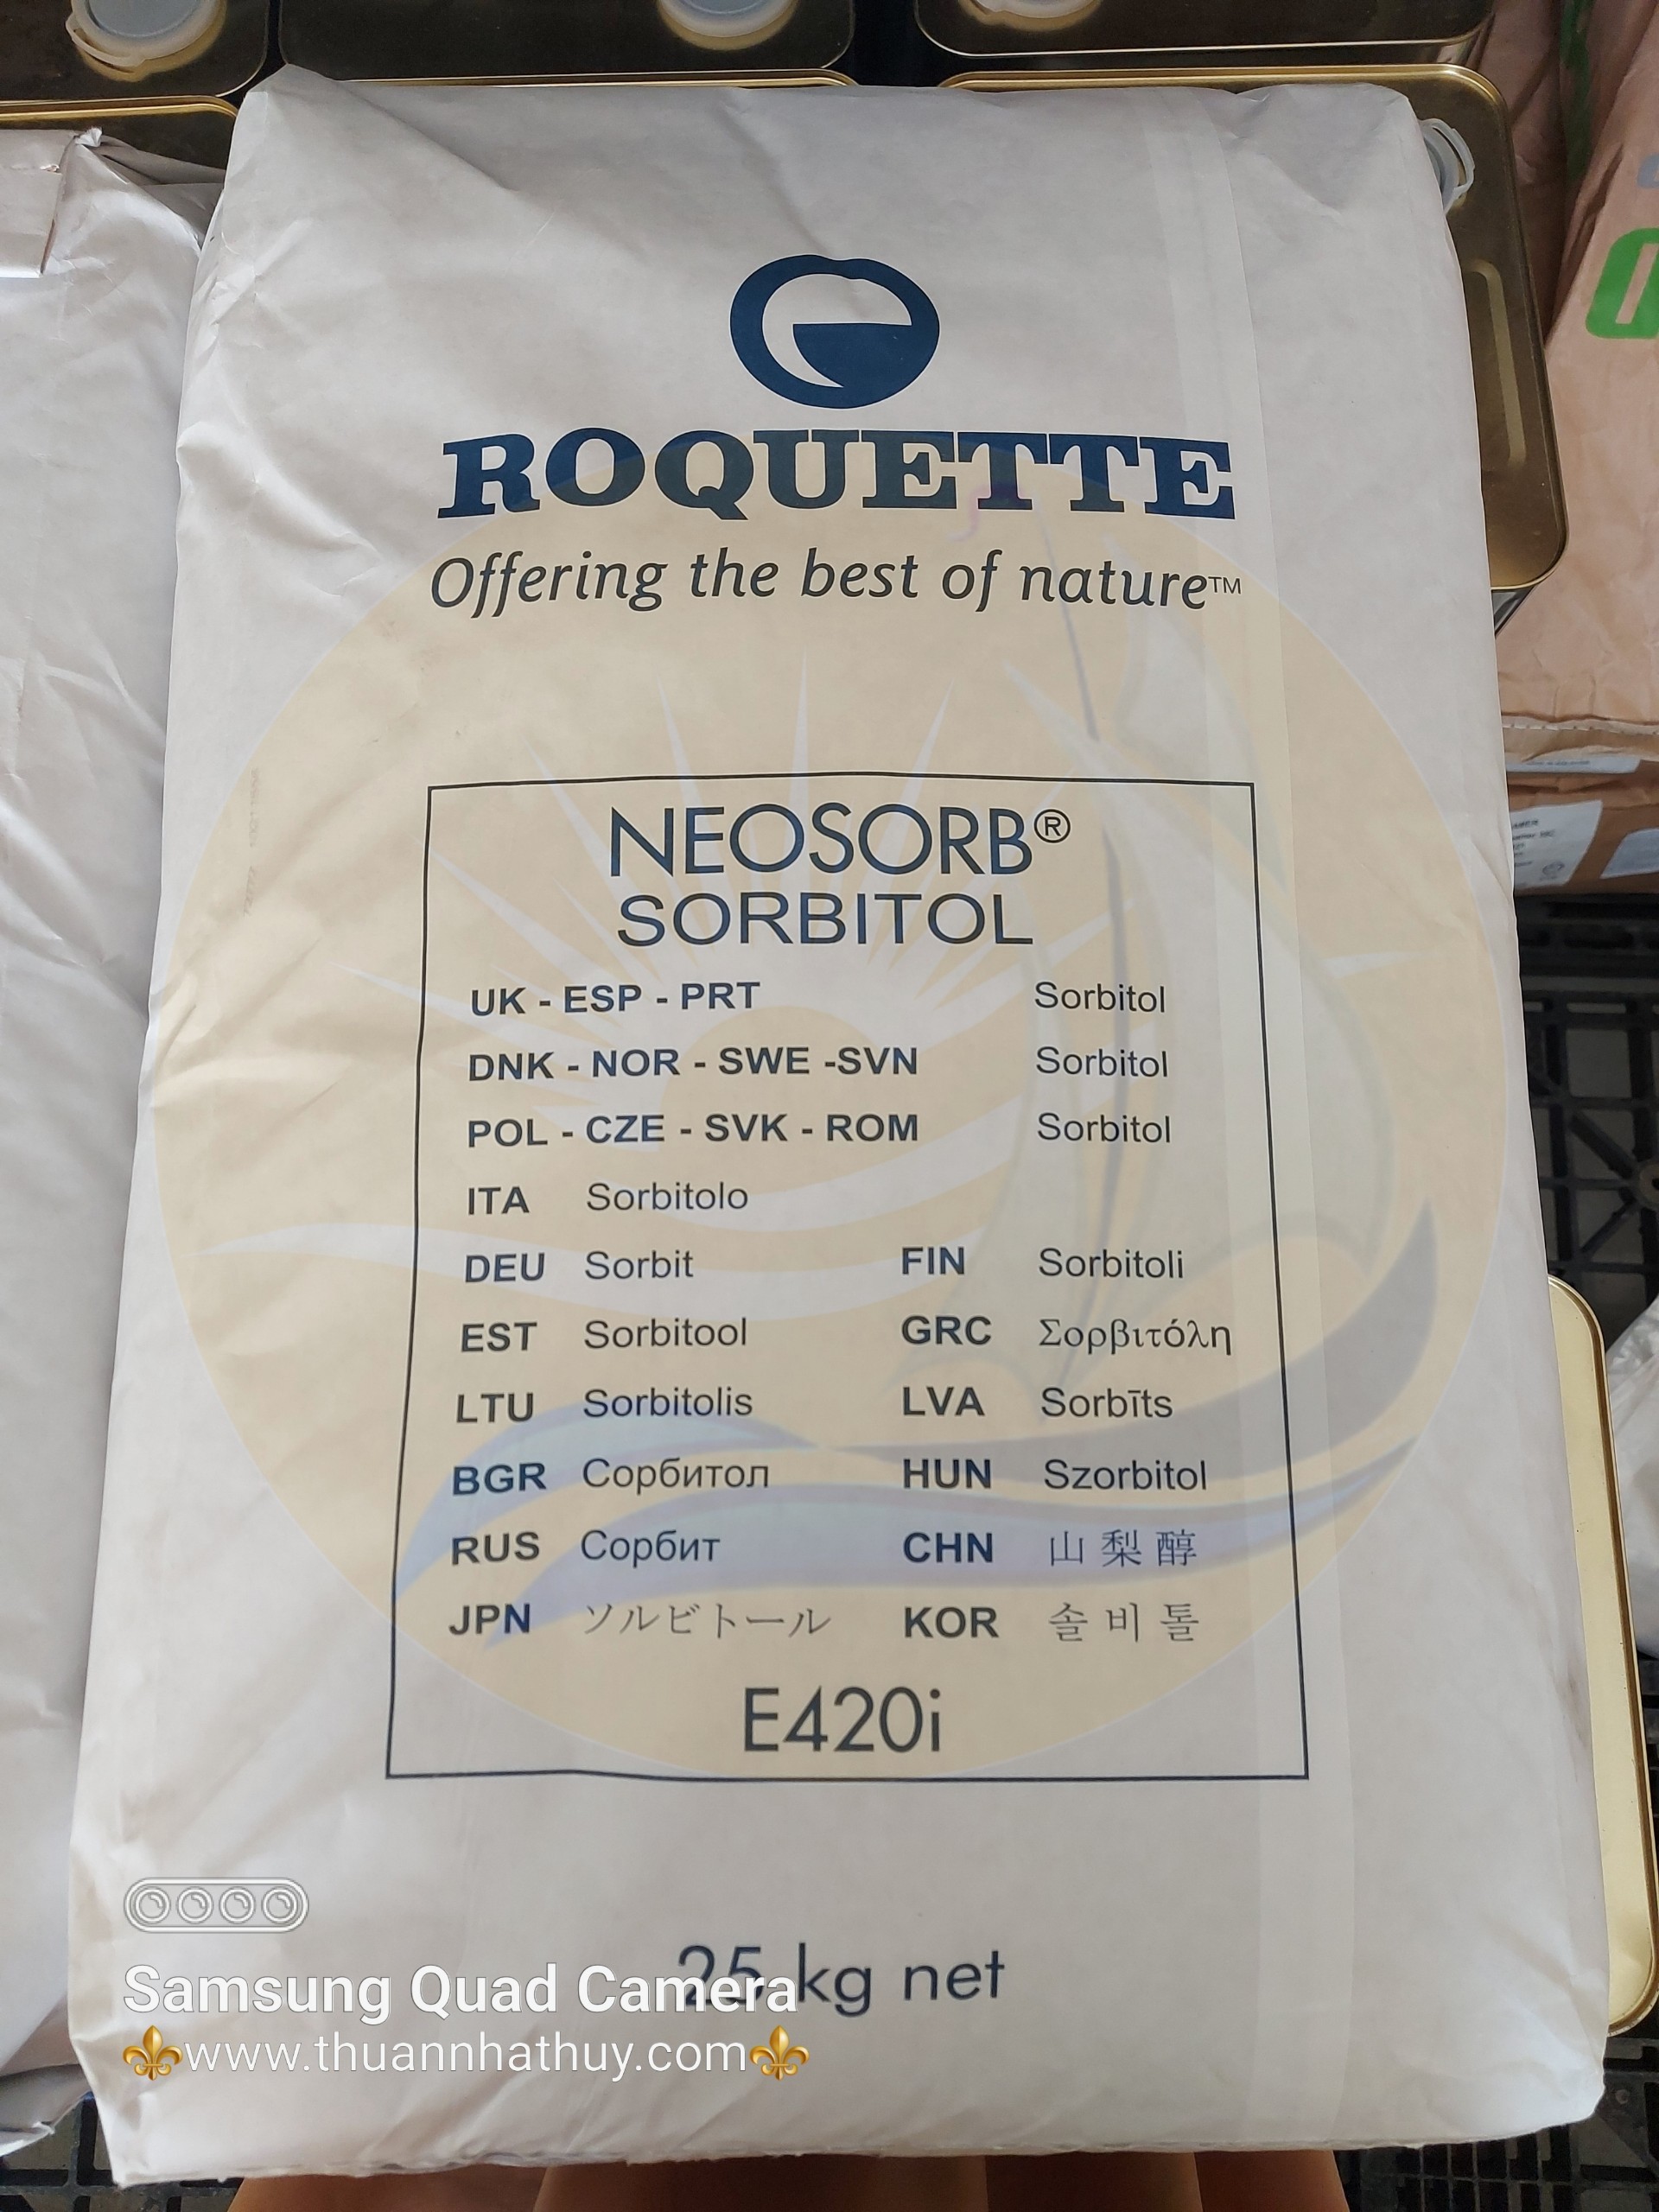 ROQUETTE
Offering the best of nature™
NEOSORB®
SORBITOL
UK - ESP - PRT Sorbitol
DNK - NOR - SWE -SVN Sorbitol
POL - CZE - SVK - ROM Sorbitol
ITA Sorbitolo
DEU Sorbit FIN Sorbitoli
EST Sorbitool GRC Σορβιτόλη
LTU Sorbitolis LVA Sorbīts
BGR Сорбитол HUN Szorbitol
RUS Сорбит CHN 山梨醇
JPN ソルビトール KOR 솔비톨
E420i
25 kg net
Samsung Quad Camera
⚜www.thuannhathuy.com⚜